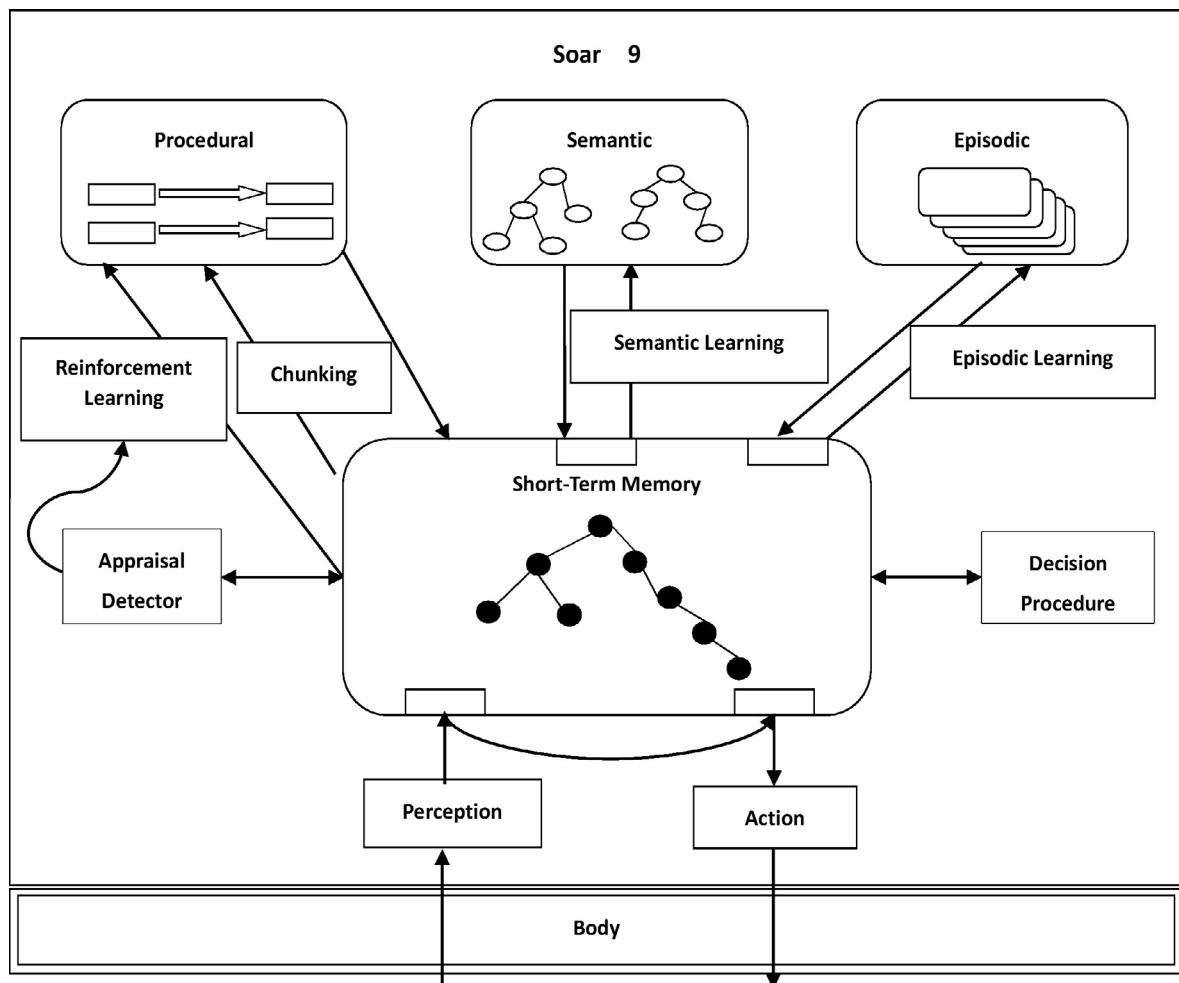 Soar 9
Procedural
Semantic
Episodic
Reinforcement
Learning
Chunking
Semantic Learning
Episodic Learning
Short-Term Memory
Appraisal
Detector
Decision
Procedure
Perception
Action
Body